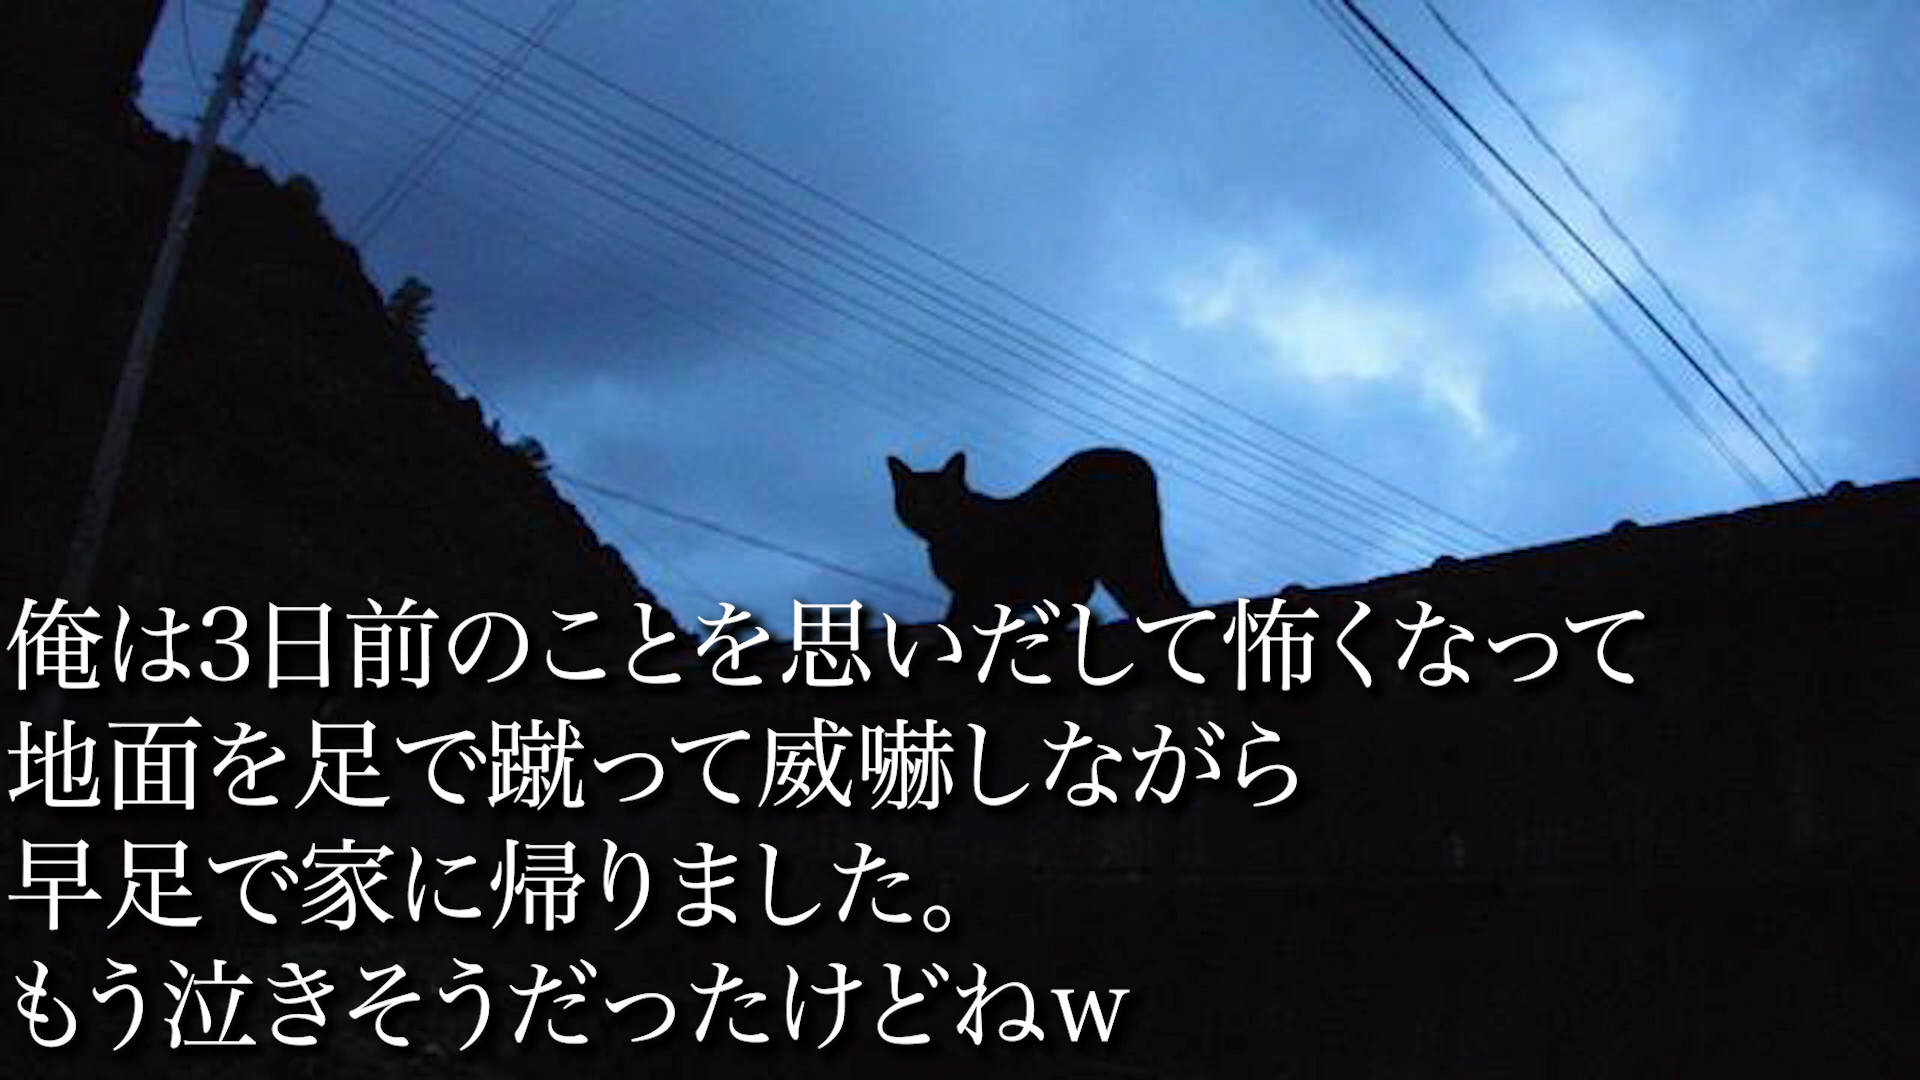 俺は3日前のことを思いだして怖くなって
地面を足で蹴って威嚇しながら
早足で家に帰りました。
もう泣きそうだったけどねw